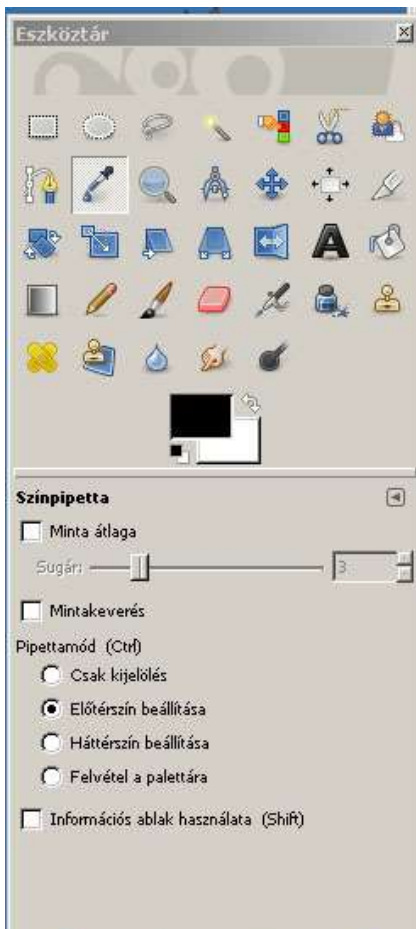 Eszköztár
Színpipetta
Minta átlaga
Sugár: 3
Mintakeverés
Pipettamód (Ctrl)
Csak kijelölés
Előtérszín beállítása
Háttérszín beállítása
Felvétel a palettára
Információs ablak használata (Shift)